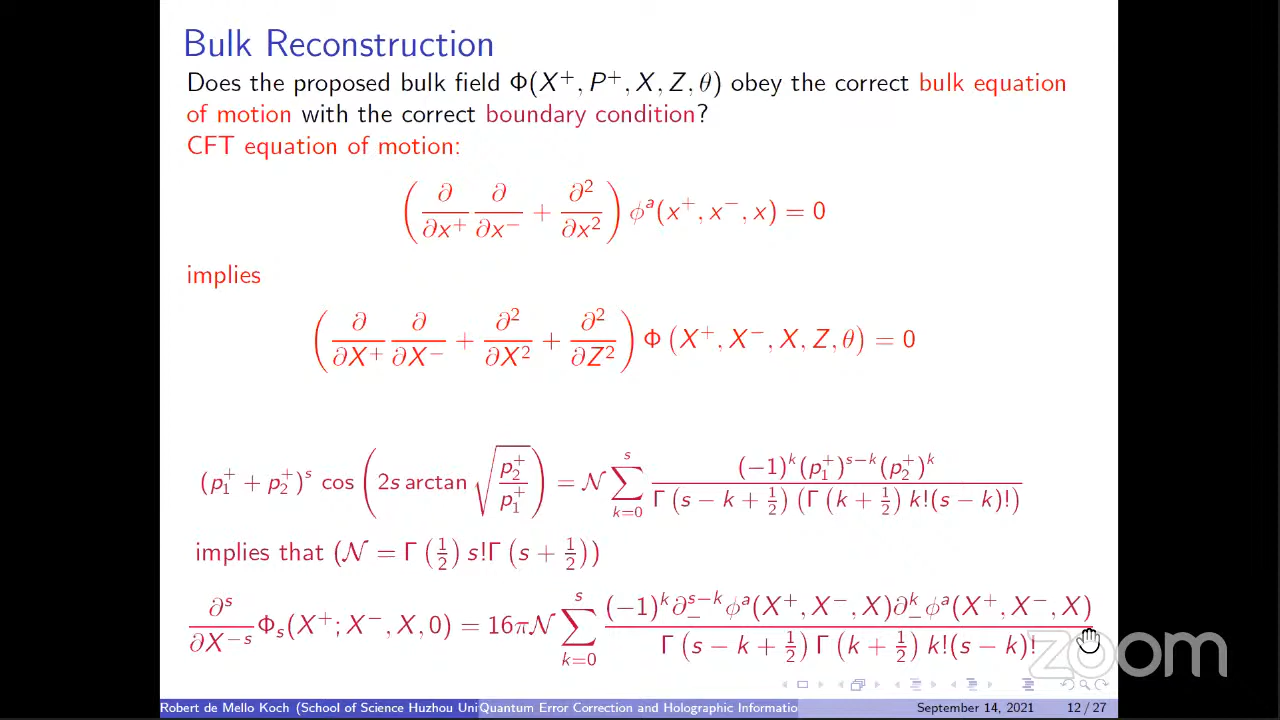 Bulk Reconstruction
Does the proposed bulk field Φ(X⁺, P⁺, X, Z, θ) obey the correct bulk equation
of motion with the correct boundary condition?
CFT equation of motion:
( ∂/∂x⁺ ∂/∂x⁻ + ∂²/∂x² ) ϕᵃ(x⁺, x⁻, x) = 0
implies
( ∂/∂X⁺ ∂/∂X⁻ + ∂²/∂X² + ∂²/∂Z² ) Φ (X⁺, X⁻, X, Z, θ) = 0
(p₁⁺ + p₂⁺)ˢ cos ( 2s arctan √(p₂⁺/p₁⁺) ) = 𝒩 ∑_{k=0}^{s} (−1)ᵏ(p₁⁺)ˢ⁻ᵏ(p₂⁺)ᵏ / Γ(s − k + 1/2) (Γ(k + 1/2) k!(s − k)!)
implies that (𝒩 = Γ(1/2) s!Γ(s + 1/2))
∂ˢ/∂X⁻ˢ Φₛ(X⁺; X⁻, X, 0) = 16π𝒩 ∑_{k=0}^{s} (−1)ᵏ∂₋ˢ⁻ᵏϕᵃ(X⁺, X⁻, X)∂₋ᵏϕᵃ(X⁺, X⁻, X) / Γ(s − k + 1/2) Γ(k + 1/2) k!(s − k)!
zoom
Robert de Mello Koch (School of Science Huzhou Uni Quantum Error Correction and Holographic Informatio September 14, 2021 12 / 27